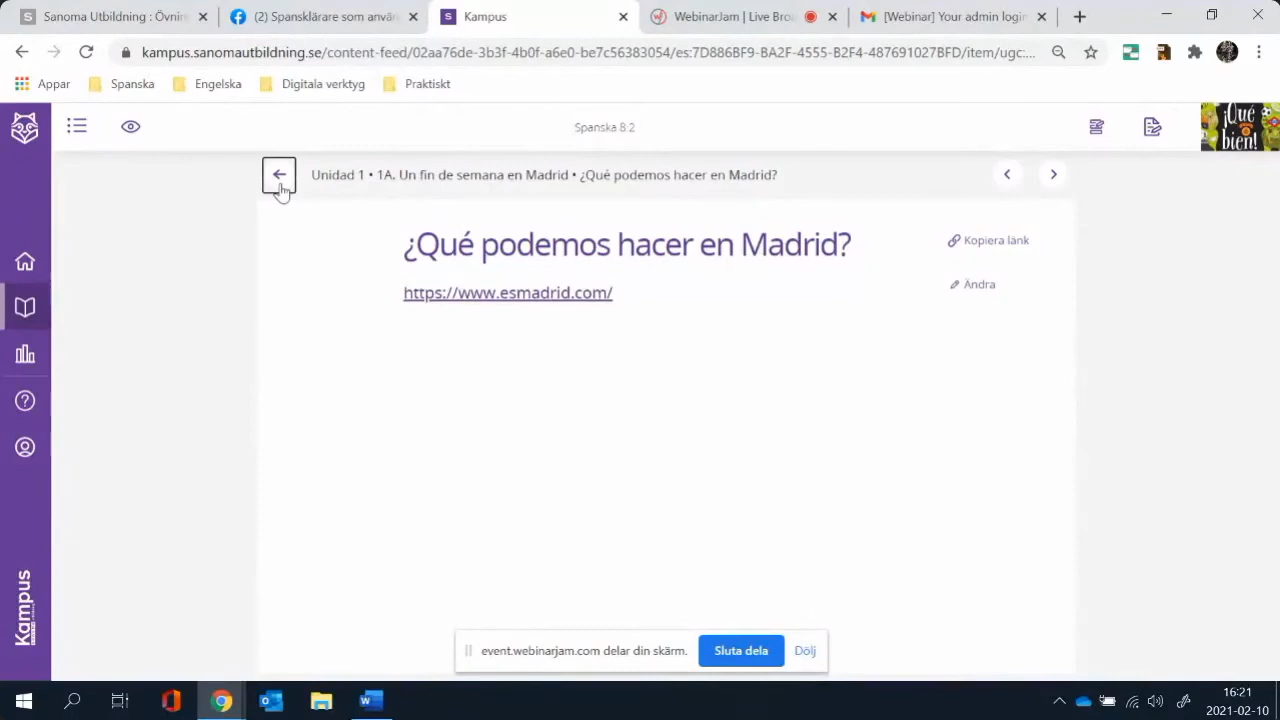 Sanoma Utbildning: Övni
(2) Spansklärare som använ
Kampus
WebinarJam | Live Bro
[Webinar] Your admin login
kampus.sanomautbildning.se/content-feed/02aa76de-3b3f-4b0f-a6e0-be7c56383054/es:7D866BF9-BA2F-4555-B2F4-487691027BFD/item/ugc:...
Appar
Spanska
Engelska
Digitala verktyg
Praktiskt
Spanska 8:2
¡Qué bien!
Unidad 1 • 1A. Un fin de semana en Madrid • ¿Qué podemos hacer en Madrid?
¿Qué podemos hacer en Madrid?
Kopiera länk
https://www.esmadrid.com/
Ändra
Kampus
event.webinarjam.com delar din skärm.
Sluta dela
Dölj
16:21
2021-02-10